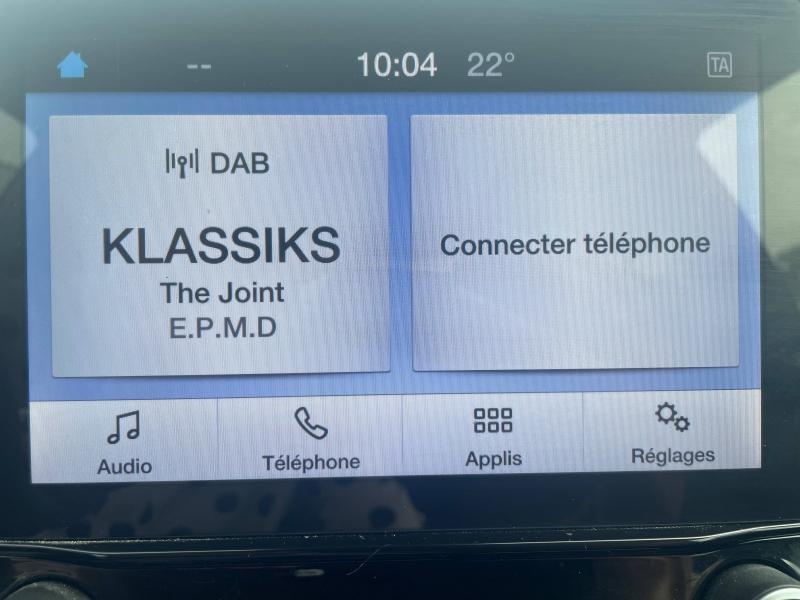 -- 10:04 22° TA
DAB
KLASSIKS
The Joint
E.P.M.D
Connecter téléphone
Audio Téléphone Applis Réglages